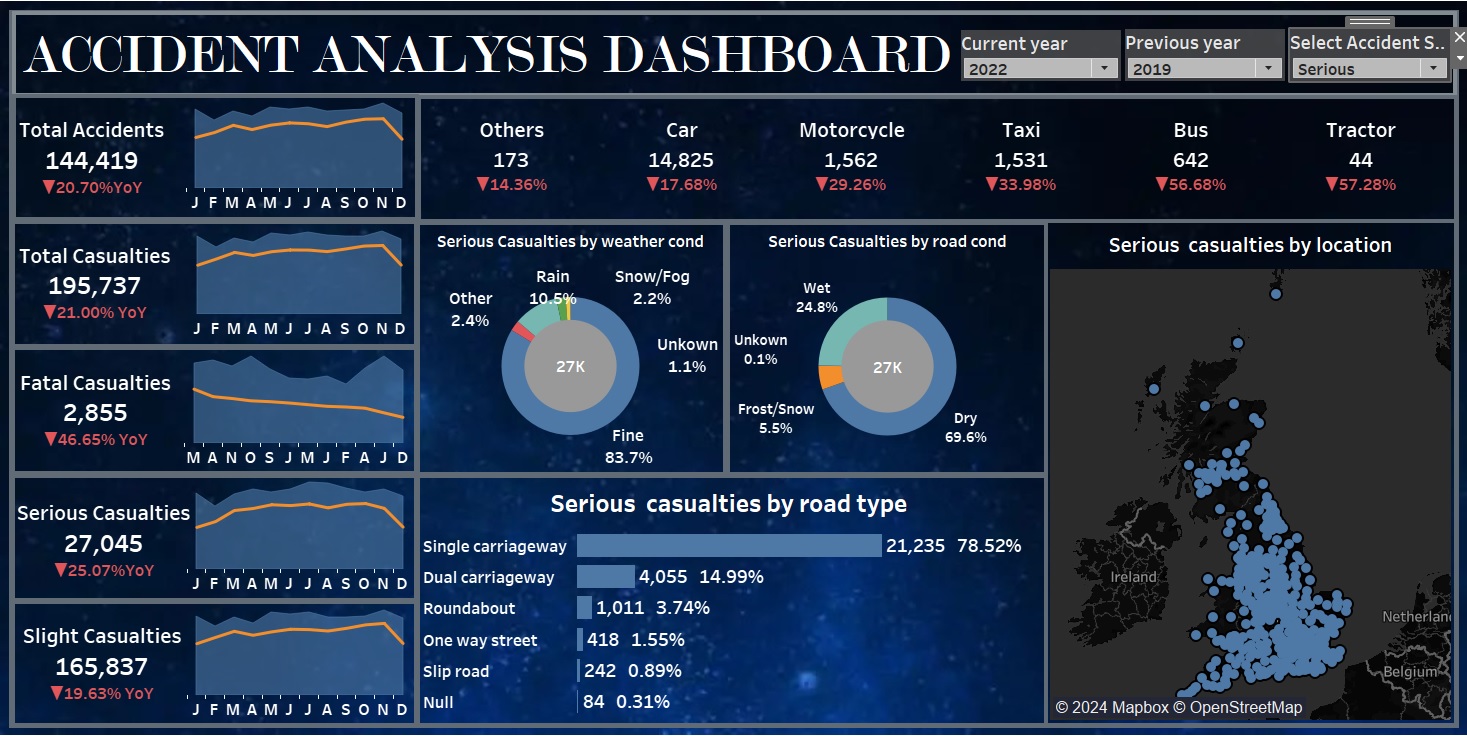 ACCIDENT ANALYSIS DASHBOARD
Current year
2022
Previous year
2019
Select Accident S..
Serious
Total Accidents
144,419
▼20.70%YoY
J F M A M J J A S O N D
Total Casualties
195,737
▼21.00% YoY
J F M A M J J A S O N D
Fatal Casualties
2,855
▼46.65% YoY
M A N O S J M J F A J D
Serious Casualties
27,045
▼25.07%YoY
J F M A M J J A S O N D
Slight Casualties
165,837
▼19.63% YoY
J F M A M J J A S O N D
Others
173
▼14.36%
Car
14,825
▼17.68%
Motorcycle
1,562
▼29.26%
Taxi
1,531
▼33.98%
Bus
642
▼56.68%
Tractor
44
▼57.28%
Serious Casualties by weather cond
Rain
10.5%
Snow/Fog
2.2%
Other
2.4%
Unkown
1.1%
27K
Fine
83.7%
Serious Casualties by road cond
Wet
24.8%
Unkown
0.1%
27K
Frost/Snow
5.5%
Dry
69.6%
Serious casualties by road type
Single carriageway 21,235 78.52%
Dual carriageway 4,055 14.99%
Roundabout 1,011 3.74%
One way street 418 1.55%
Slip road 242 0.89%
Null 84 0.31%
Serious casualties by location
Ireland
Netherlan
Belgium
© 2024 Mapbox © OpenStreetMap